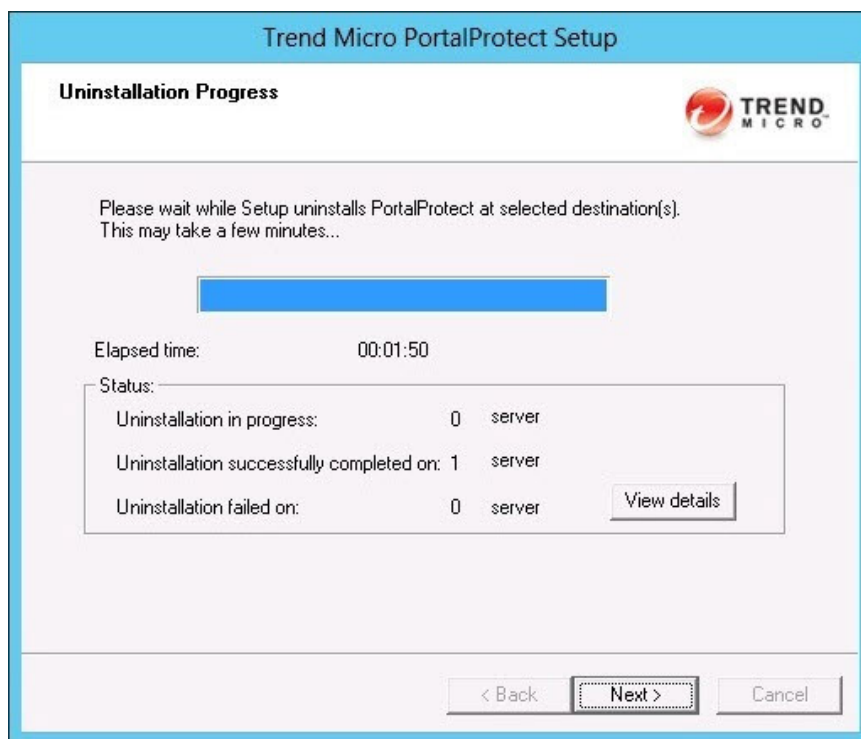 Trend Micro PortalProtect Setup
Uninstallation Progress
TREND
MICRO™
Please wait while Setup uninstalls PortalProtect at selected destination(s).
This may take a few minutes...
Elapsed time: 00:01:50
Status:
Uninstallation in progress: 0 server
Uninstallation successfully completed on: 1 server
Uninstallation failed on: 0 server
View details
< Back Next > Cancel